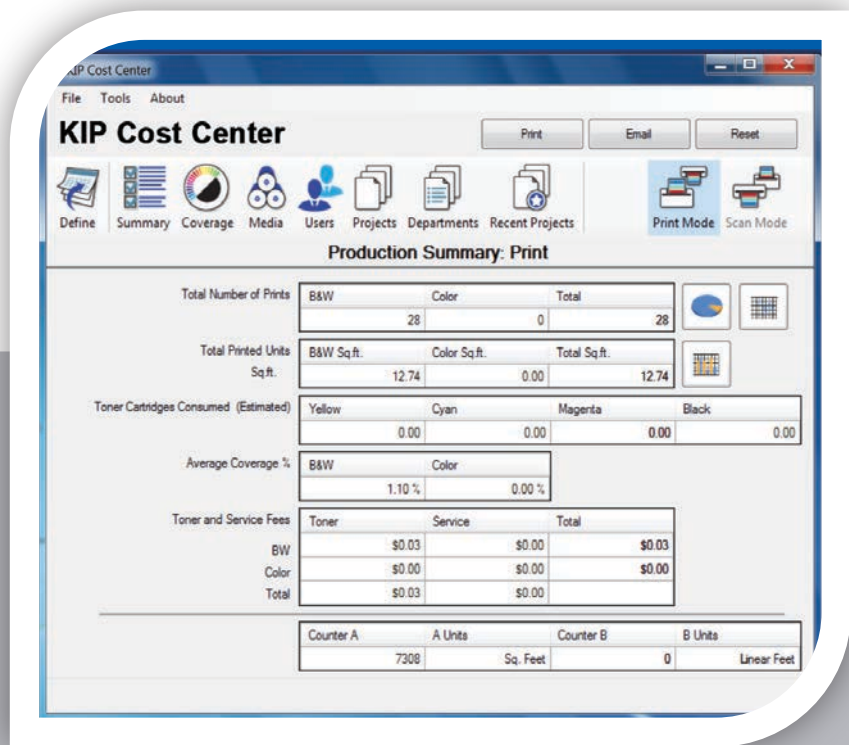 KIP Cost Center
File Tools About
KIP Cost Center
Print Email Reset
Define Summary Coverage Media Users Projects Departments Recent Projects Print Mode Scan Mode
Production Summary: Print
Total Number of Prints B&W Color Total
28 0 28
Total Printed Units B&W Sq.ft. Color Sq.ft. Total Sq.ft.
Sq.ft. 12.74 0.00 12.74
Toner Cartridges Consumed (Estimated) Yellow Cyan Magenta Black
0.00 0.00 0.00 0.00
Average Coverage % B&W Color
1.10 % 0.00 %
Toner and Service Fees Toner Service Total
BW $0.03 $0.00 $0.03
Color $0.00 $0.00 $0.00
Total $0.03 $0.00
Counter A A Units Counter B B Units
7308 Sq. Feet 0 Linear Feet